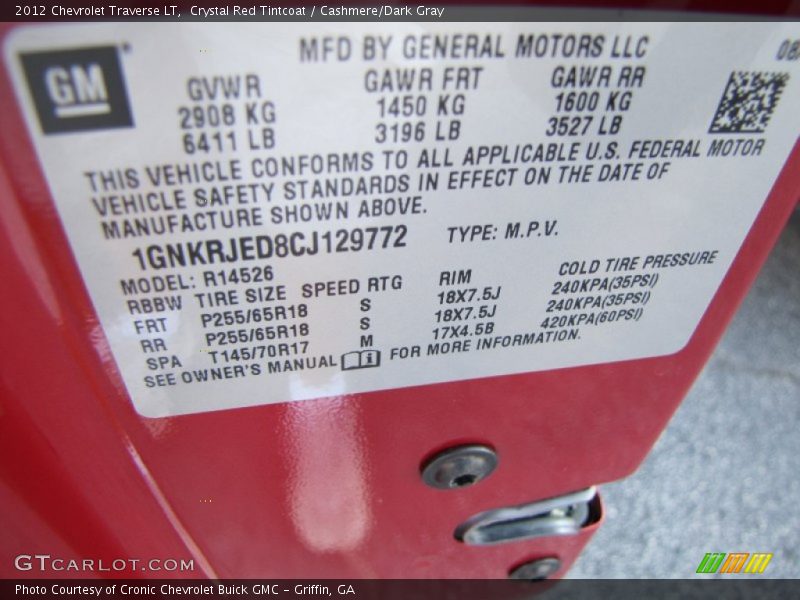 2012 Chevrolet Traverse LT, Crystal Red Tintcoat / Cashmere/Dark Gray
GM
MFD BY GENERAL MOTORS LLC
GVWR GAWR FRT GAWR RR
2908 KG 1450 KG 1600 KG
6411 LB 3196 LB 3527 LB
THIS VEHICLE CONFORMS TO ALL APPLICABLE U.S. FEDERAL MOTOR
VEHICLE SAFETY STANDARDS IN EFFECT ON THE DATE OF
MANUFACTURE SHOWN ABOVE.
1GNKRJED8CJ129772 TYPE: M.P.V.
MODEL: R14526
RBBW TIRE SIZE SPEED RTG RIM COLD TIRE PRESSURE
FRT P255/65R18 S 18X7.5J 240KPA(35PSI)
RR P255/65R18 S 18X7.5J 240KPA(35PSI)
SPA T145/70R17 M 17X4.5B 420KPA(60PSI)
SEE OWNER'S MANUAL FOR MORE INFORMATION.
GTCARLOT.COM
Photo Courtesy of Cronic Chevrolet Buick GMC – Griffin, GA